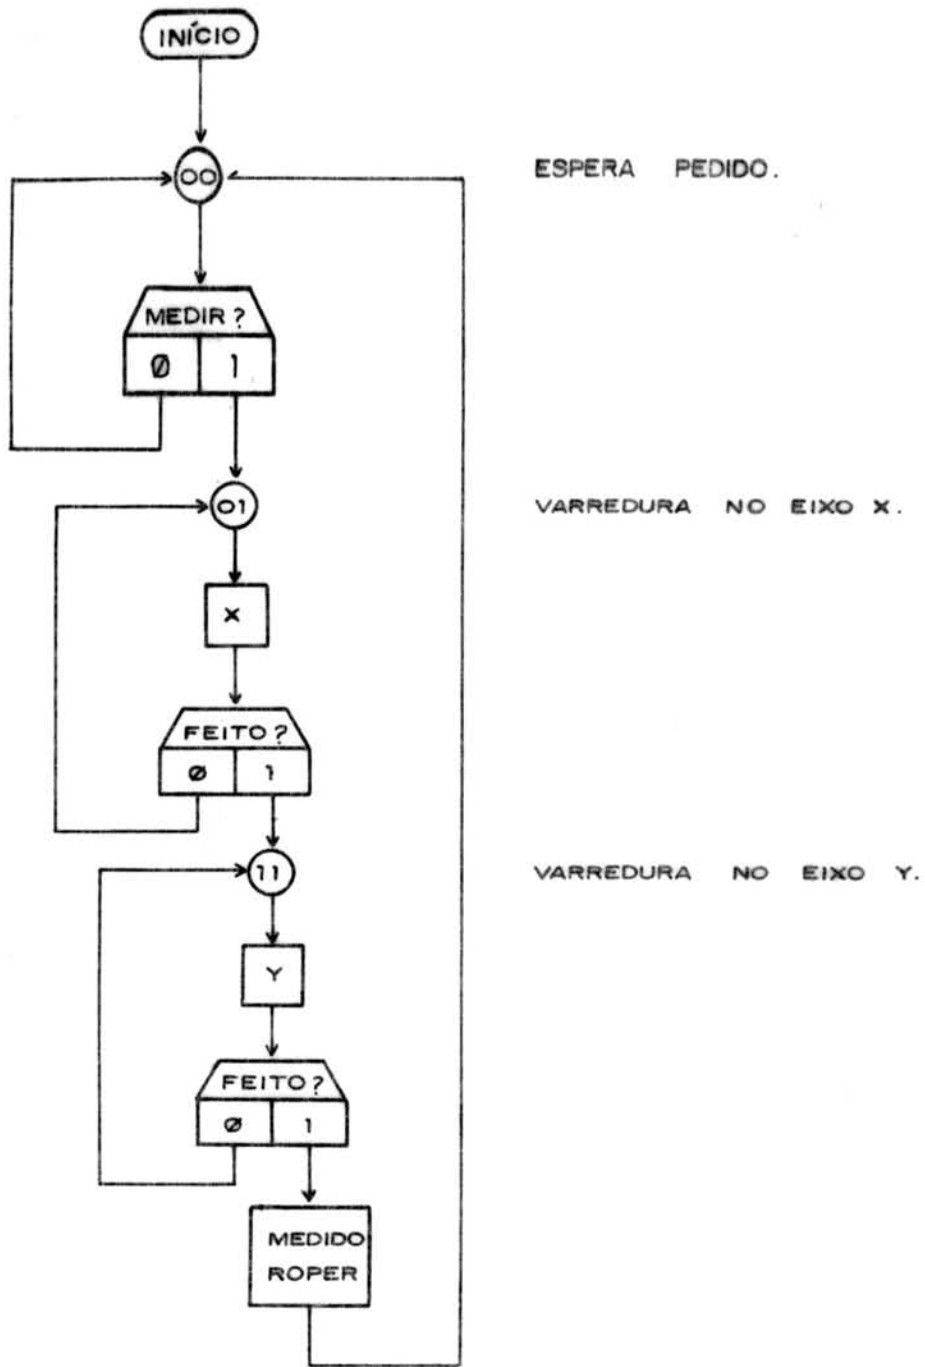 INÍCIO
00
ESPERA PEDIDO.
MEDIR?
Ø 1
01
VARREDURA NO EIXO X.
X
FEITO?
Ø 1
11
VARREDURA NO EIXO Y.
Y
FEITO?
Ø 1
MEDIDO
ROPER